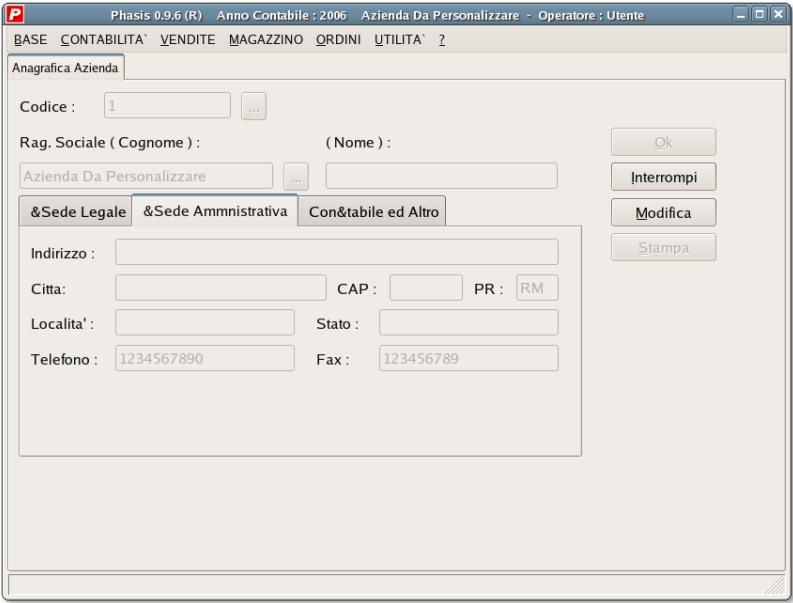 P Phasis 0.9.6 (R) Anno Contabile : 2006 Azienda Da Personalizzare - Operatore : Utente
BASE CONTABILITA` VENDITE MAGAZZINO ORDINI UTILITA` ?
Anagrafica Azienda
Codice : 1 ...
Rag. Sociale ( Cognome ) : ( Nome ) : Ok
Azienda Da Personalizzare ... Interrompi
&Sede Legale &Sede Ammnistrativa Con&tabile ed Altro Modifica
Indirizzo : Stampa
Citta: CAP : PR : RM
Localita' : Stato :
Telefono : 1234567890 Fax : 123456789